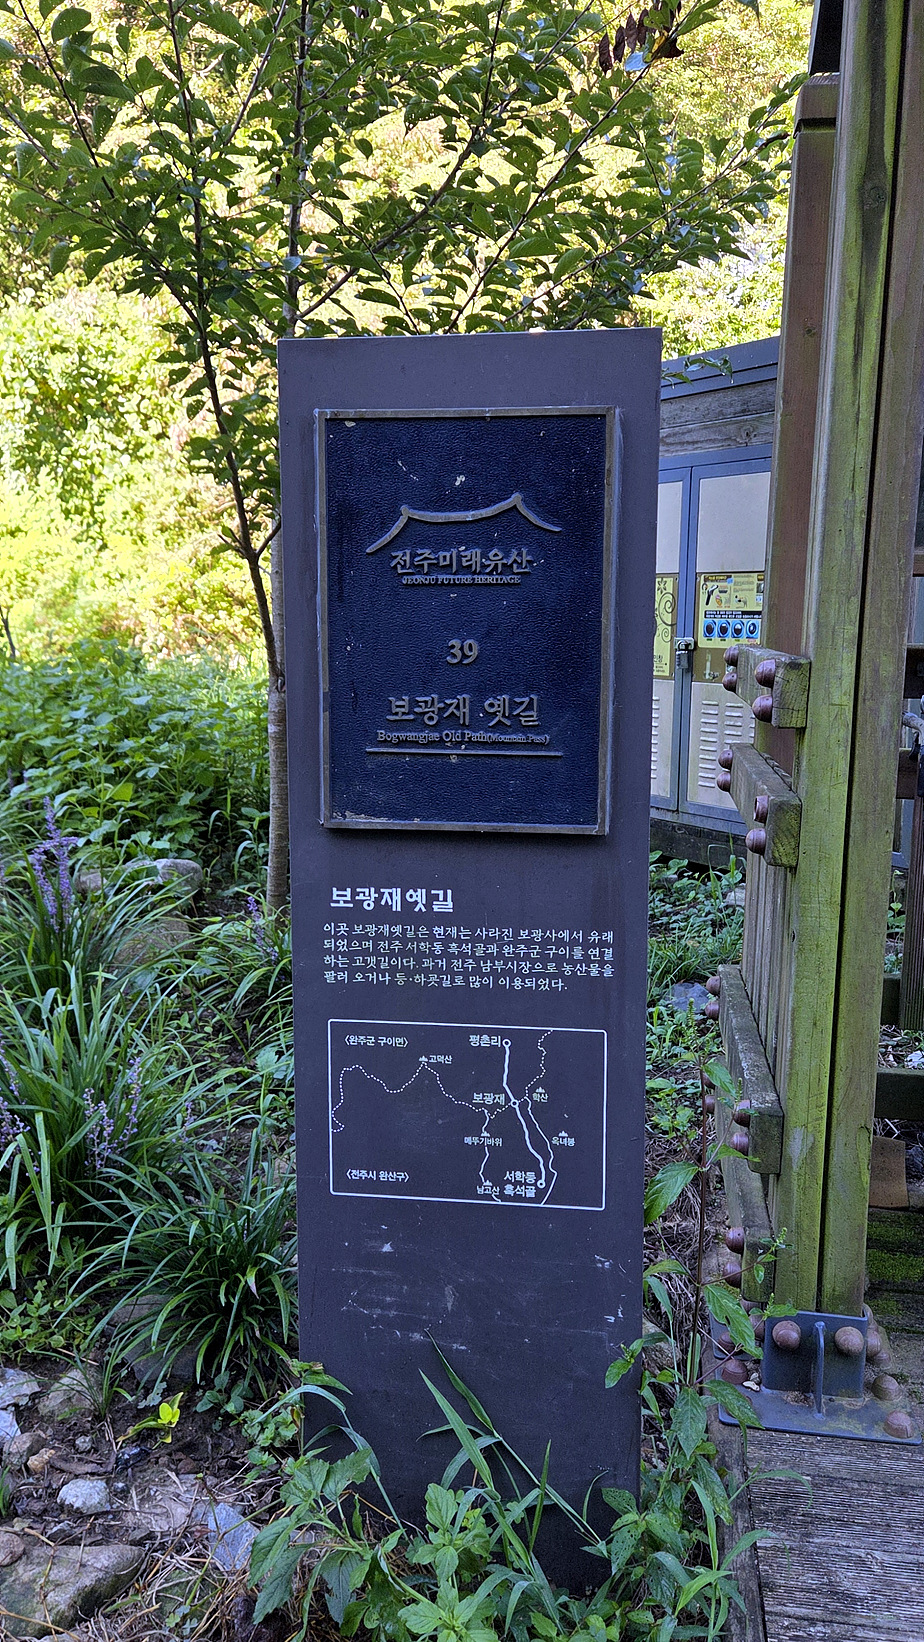 전주미래유산
JEONJU FUTURE HERITAGE
39
보광재 옛길
Bogwangjae Old Path(Mountain Pass)
보광재옛길
이곳 보광재옛길은 현재는 사라진 보광사에서 유래
되었으며 전주 서학동 흑석골과 완주군 구이를 연결
하는 고갯길이다. 과거 전주 남부시장으로 농산물을
팔러 오거나 등·하굣길로 많이 이용되었다.
<완주군 구이면>
평촌리
고덕산
보광재
학산
메뚜기바위
옥녀봉
<전주시 완산구>
남고산
서학동
흑석골